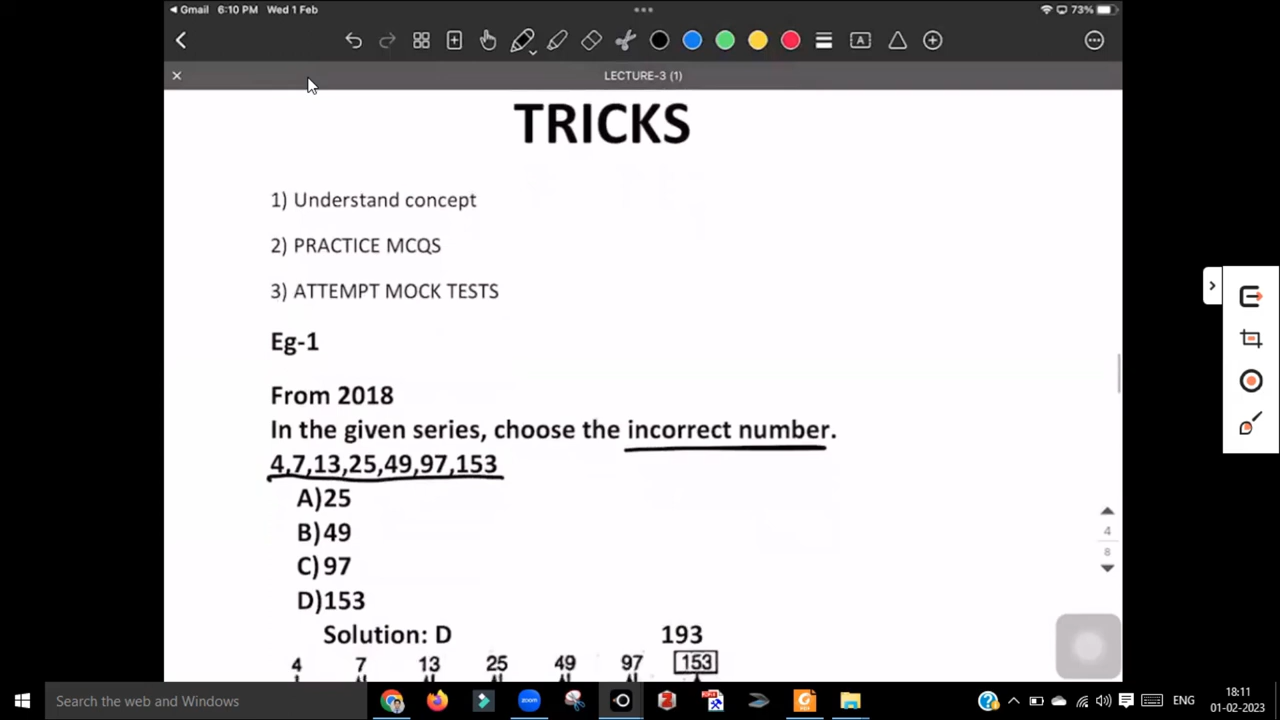 Gmail 6:10 PM Wed 1 Feb
73%
A
LECTURE-3 (1)
TRICKS
1) Understand concept
2) PRACTICE MCQS
3) ATTEMPT MOCK TESTS
Eg-1
From 2018
In the given series, choose the incorrect number.
4,7,13,25,49,97,153
A)25
B)49
C)97
D)153
Solution: D 193
4 7 13 25 49 97 153
4
8
Search the web and Windows
zoom
ENG
18:11
01-02-2023